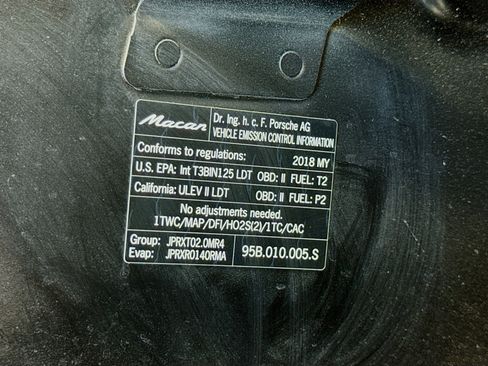 Macan
Dr. Ing. h. c. F. Porsche AG
VEHICLE EMISSION CONTROL INFORMATION
Conforms to regulations: 2018 MY
U.S. EPA: Int T3BIN125 LDT OBD: II FUEL: T2
California: ULEV II LDT OBD: II FUEL: P2
No adjustments needed.
1TWC/MAP/DFI/HO2S(2)/1TC/CAC
Group: JPRXT02.0MR4
Evap: JPRXR0140RMA
95B.010.005.S